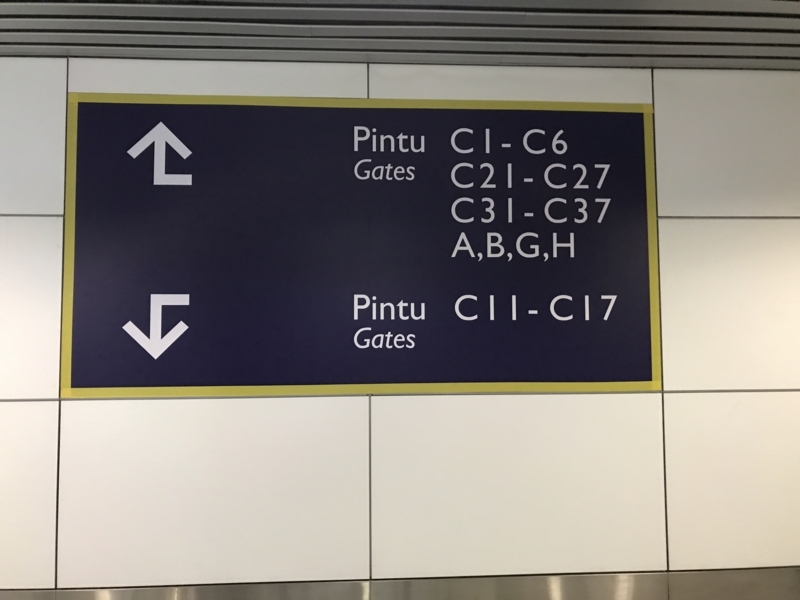 Pintu C1 - C6
Gates C21 - C27
C31 - C37
A,B,G,H
Pintu C11 - C17
Gates